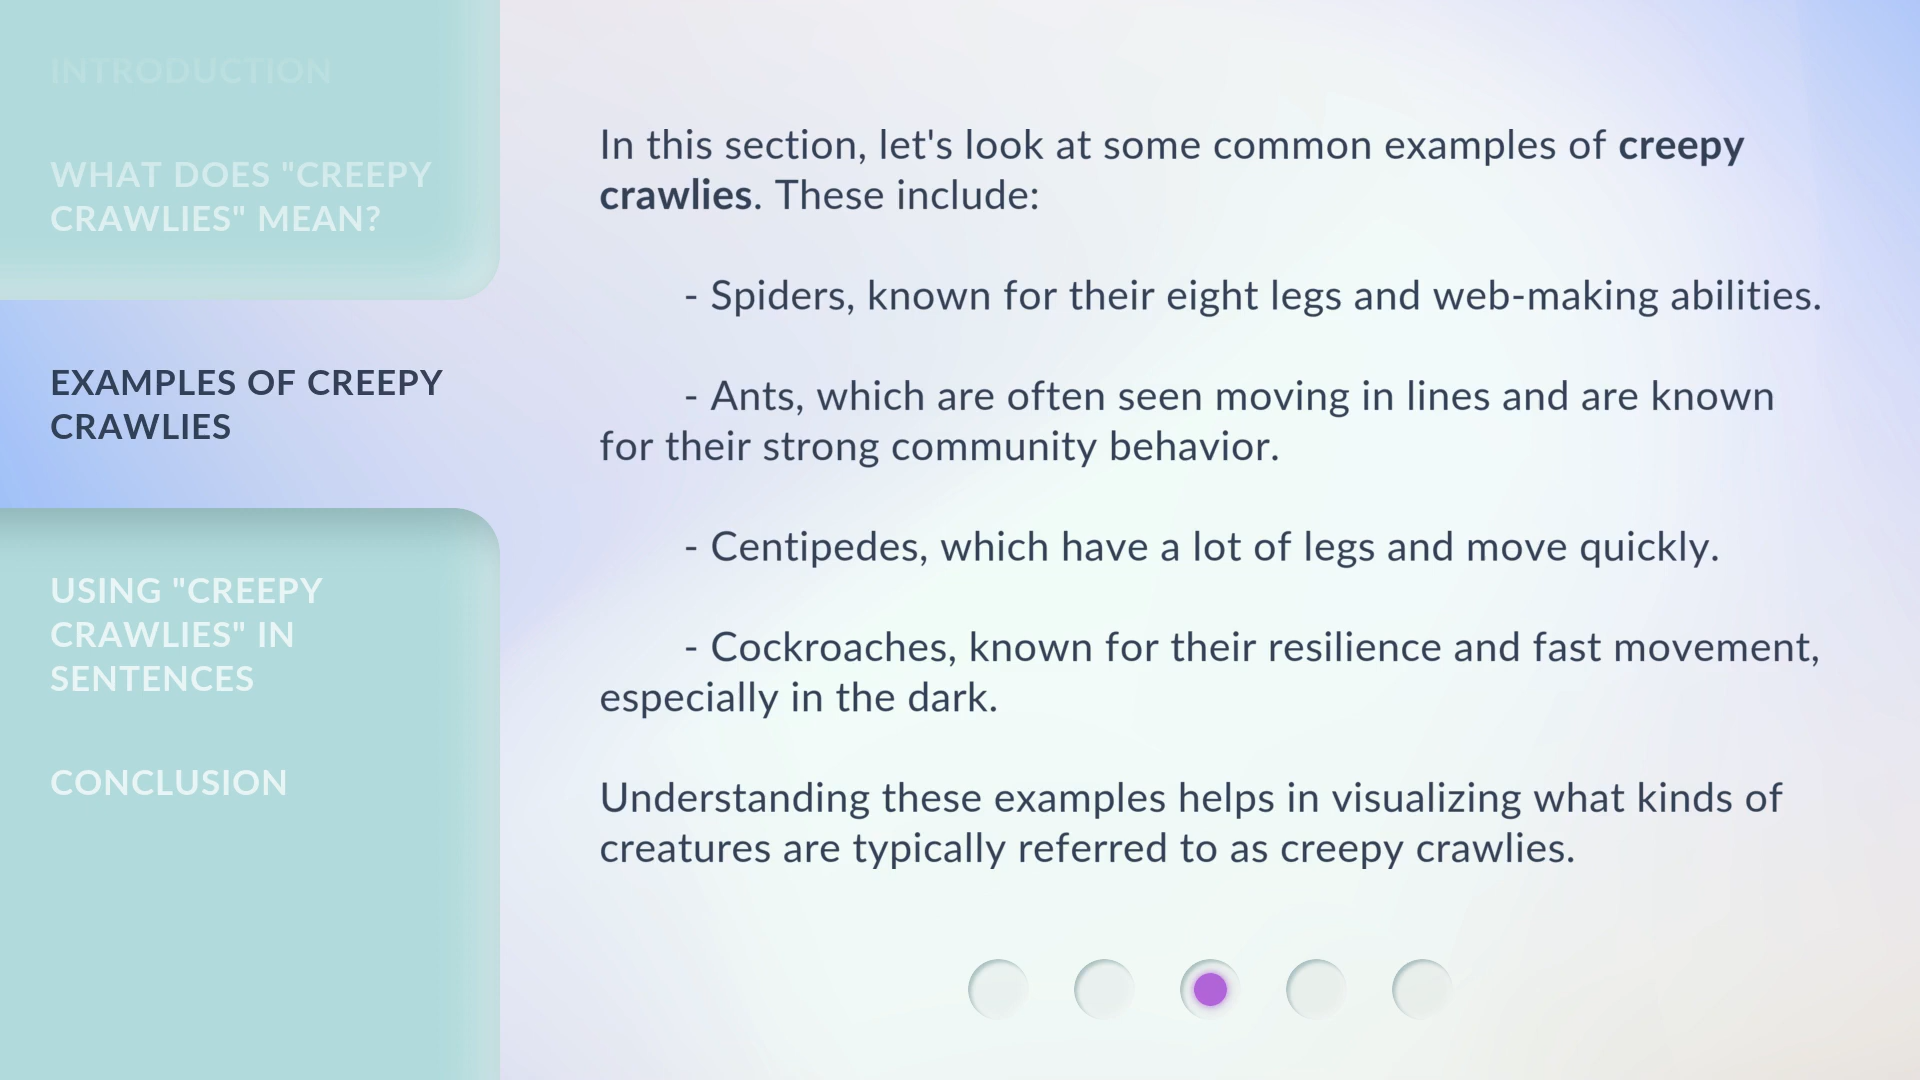 INTRODUCTION
WHAT DOES "CREEPY
CRAWLIES" MEAN?
EXAMPLES OF CREEPY
CRAWLIES
USING "CREEPY
CRAWLIES" IN
SENTENCES
CONCLUSION
In this section, let's look at some common examples of creepy
crawlies. These include:
- Spiders, known for their eight legs and web-making abilities.
- Ants, which are often seen moving in lines and are known
for their strong community behavior.
- Centipedes, which have a lot of legs and move quickly.
- Cockroaches, known for their resilience and fast movement,
especially in the dark.
Understanding these examples helps in visualizing what kinds of
creatures are typically referred to as creepy crawlies.